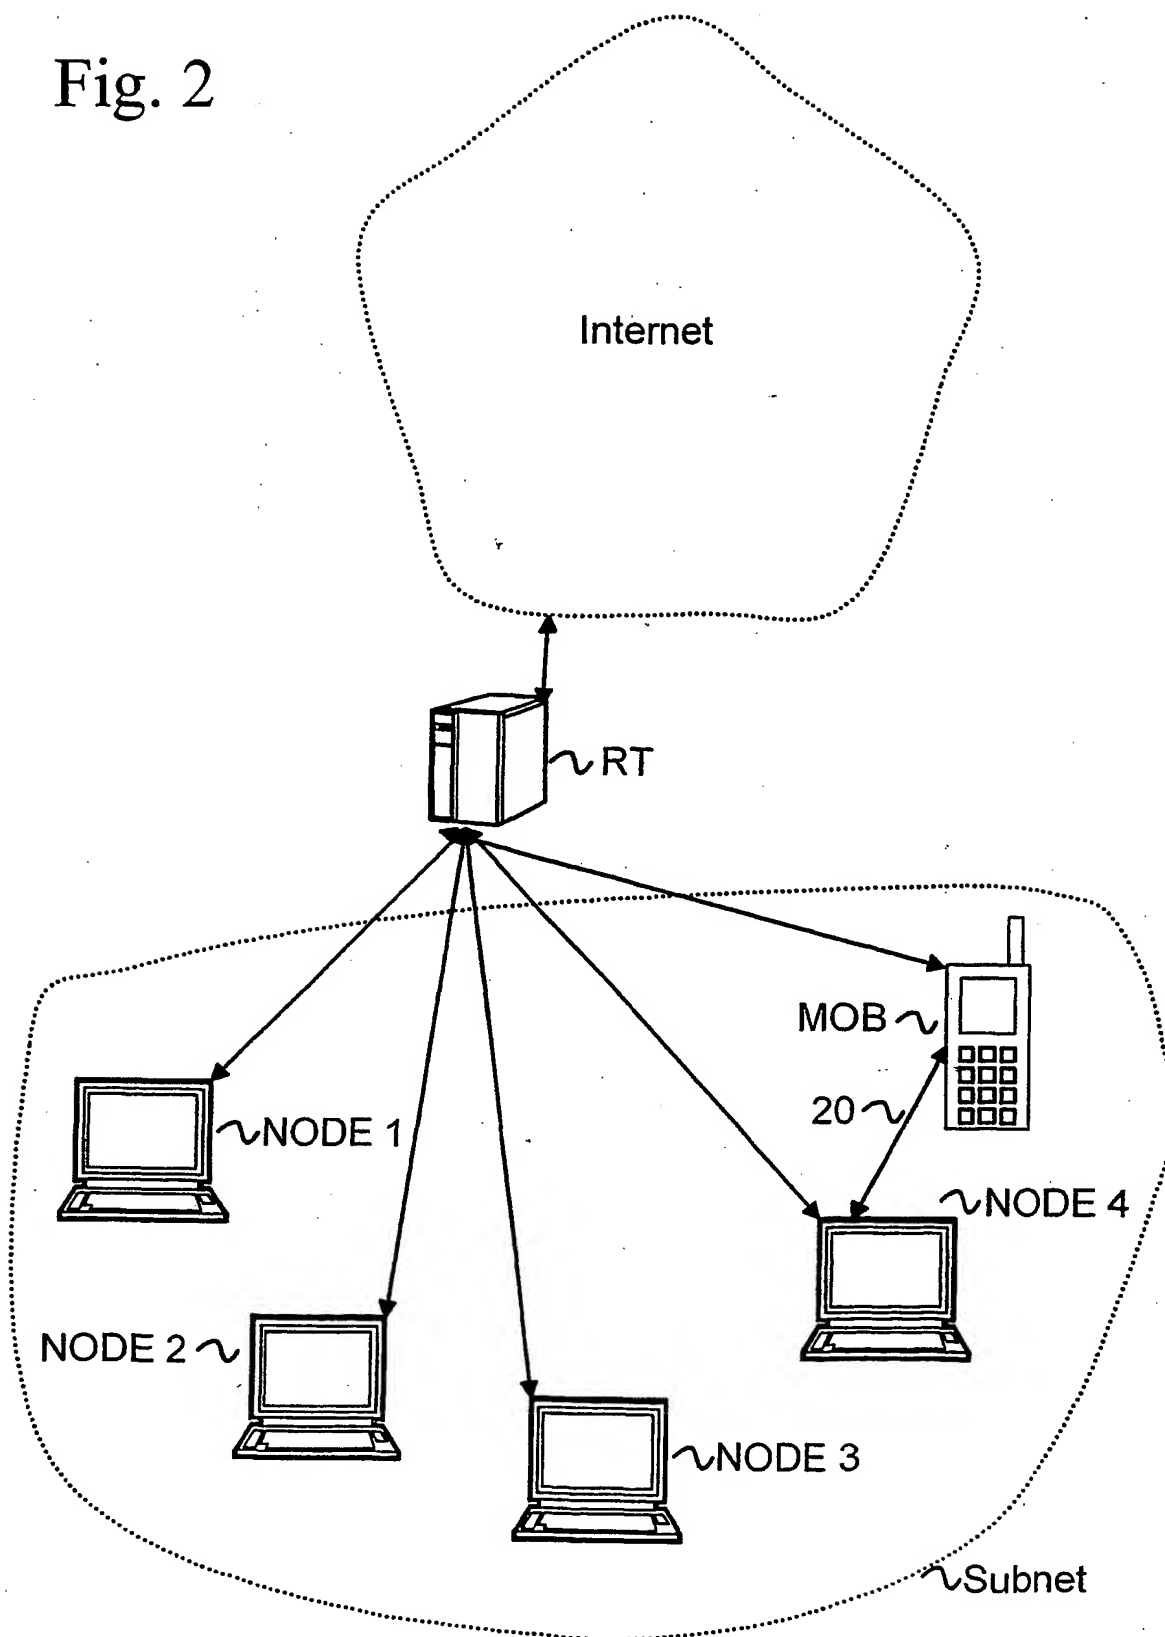 Fig. 2
Internet
RT
MOB
20
NODE 1
NODE 4
NODE 2
NODE 3
Subnet